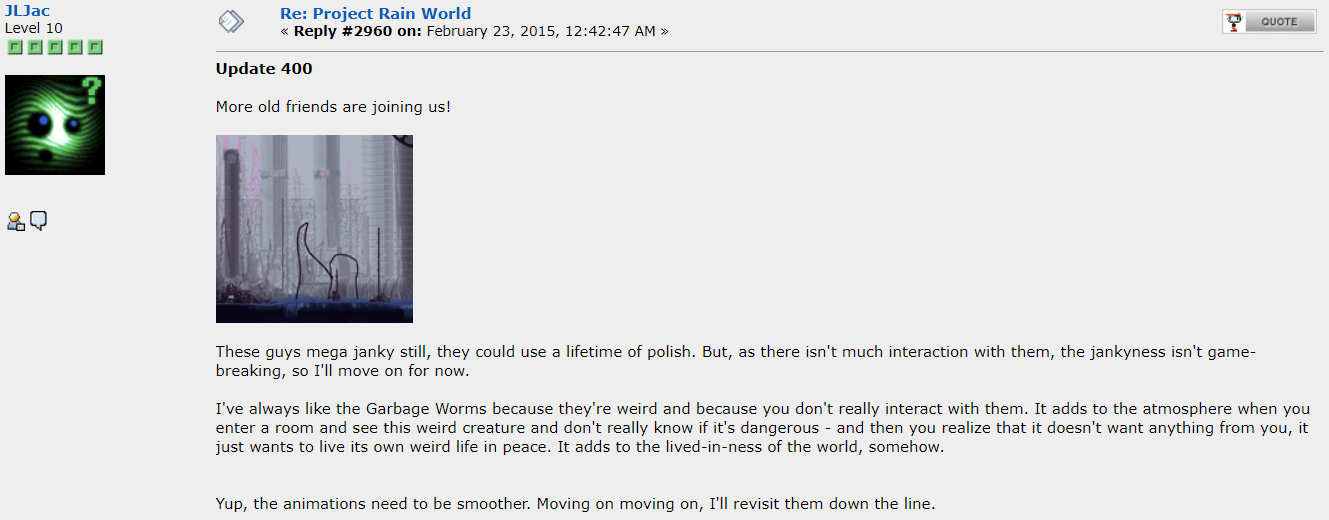 JLJac
Level 10
Re: Project Rain World
« Reply #2960 on: February 23, 2015, 12:42:47 AM »
QUOTE
Update 400
More old friends are joining us!
These guys mega janky still, they could use a lifetime of polish. But, as there isn't much interaction with them, the jankyness isn't game-
breaking, so I'll move on for now.
I've always like the Garbage Worms because they're weird and because you don't really interact with them. It adds to the atmosphere when you
enter a room and see this weird creature and don't really know if it's dangerous - and then you realize that it doesn't want anything from you, it
just wants to live its own weird life in peace. It adds to the lived-in-ness of the world, somehow.
Yup, the animations need to be smoother. Moving on moving on, I'll revisit them down the line.